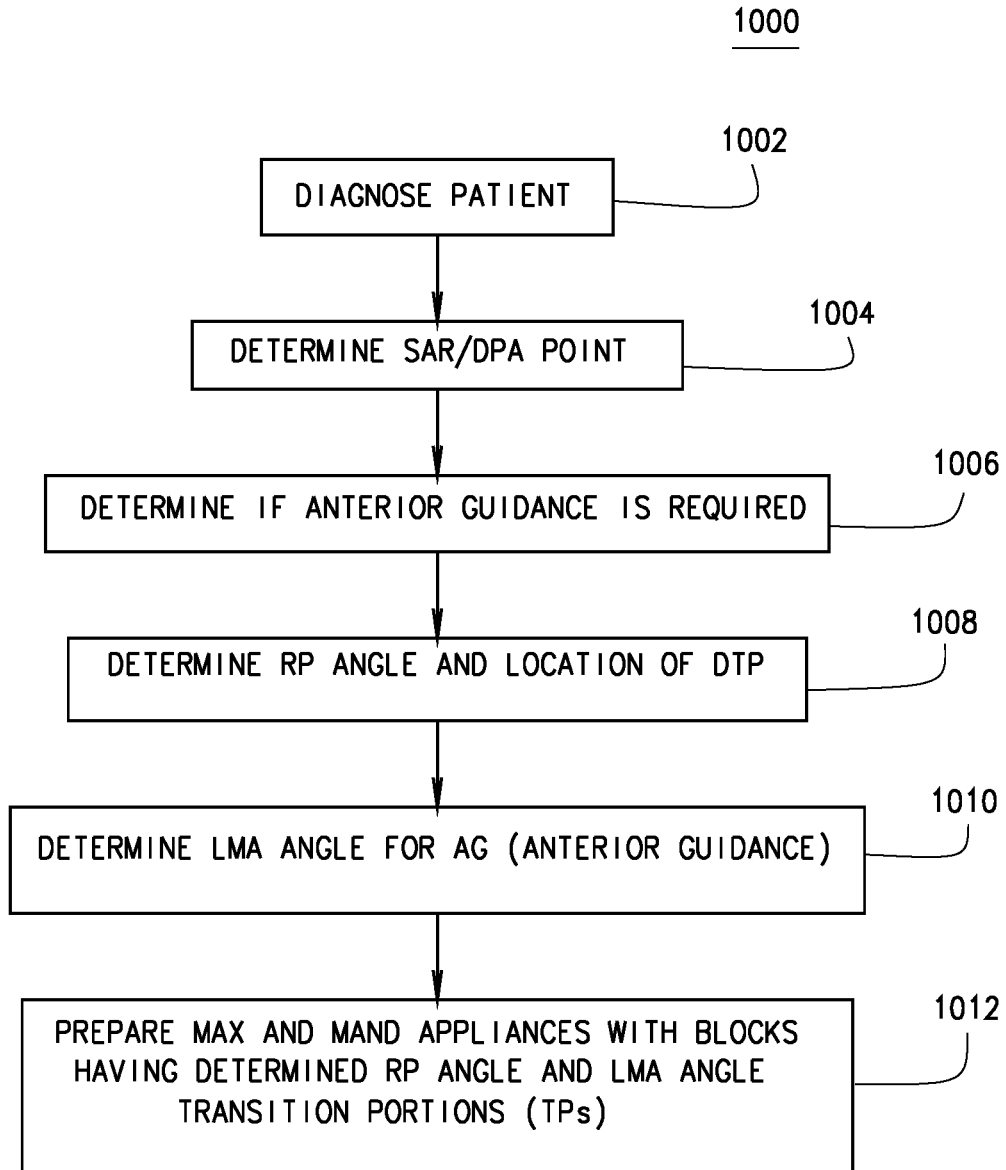 1000
1002
DIAGNOSE PATIENT
1004
DETERMINE SAR/DPA POINT
1006
DETERMINE IF ANTERIOR GUIDANCE IS REQUIRED
1008
DETERMINE RP ANGLE AND LOCATION OF DTP
1010
DETERMINE LMA ANGLE FOR AG (ANTERIOR GUIDANCE)
1012
PREPARE MAX AND MAND APPLIANCES WITH BLOCKS
HAVING DETERMINED RP ANGLE AND LMA ANGLE
TRANSITION PORTIONS (TPs)